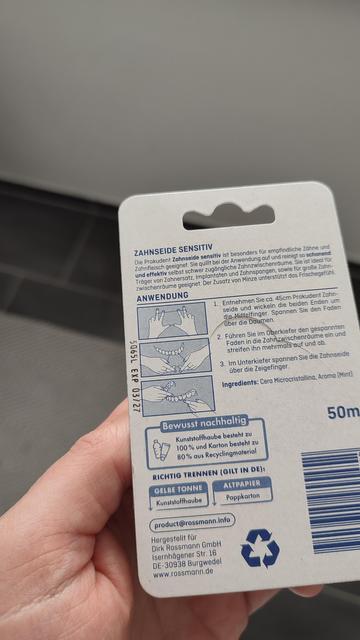 ZAHNSEIDE SENSITIV
Die Prokudent Zahnseide sensitiv ist besonders für empfindliche Zähne und
Zahnfleisch geeignet. Sie quillt bei der Anwendung auf und reinigt so schonend
und effektiv selbst schwer zugängliche Zahnzwischenräume. Sie ist ideal für
Träger von Zahnersatz, Implantaten und Zahnspangen, sowie für große Zahn-
zwischenräume geeignet. Der Zusatz von Minze unterstützt das Frischegefühl.
ANWENDUNG
1. Entnehmen Sie ca. 45cm Prokudent Zahn-
seide und wickeln die beiden Enden um
die Mittelfinger. Spannen Sie den Faden
über die Daumen.
2. Führen Sie im Oberkiefer den gespannten
Faden in die Zahnzwischenräume ein und
streifen ihn mehrmals auf und ab.
3. Im Unterkiefer spannen Sie die Zahnseide
über die Zeigefinger.
Ingredients: Cera Microcristallina, Aroma (Mint)
5065L EXP 03/27
50m
Bewusst nachhaltig
Kunststoffhaube besteht zu
100% und Karton besteht zu
80% aus Recyclingmaterial
RICHTIG TRENNEN (GILT IN DE):
GELBE TONNE
Kunststoffhaube
ALTPAPIER
Pappkarton
product@rossmann.info
Hergestellt für
Dirk Rossmann GmbH
Isernhägener Str. 16
DE-30938 Burgwedel
www.rossmann.de